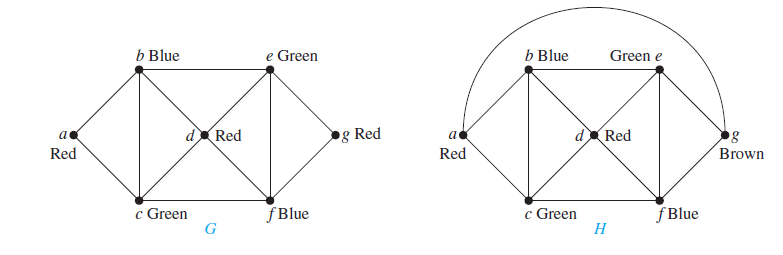 b Blue
e Green
a
Red
d Red
g Red
c Green
f Blue
G
b Blue
Green e
a
Red
d Red
g
Brown
c Green
f Blue
H